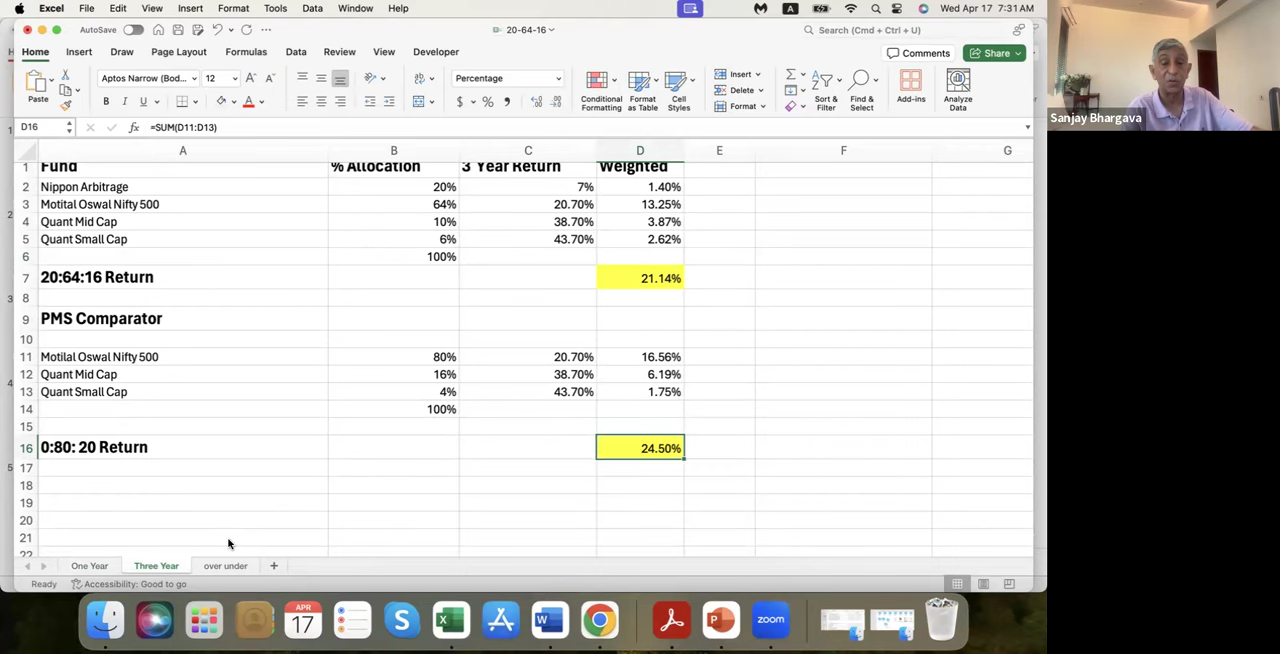 Excel File Edit View Insert Format Tools Data Window Help A Wed Apr 17 7:31 AM
AutoSave 20-64-16 Search (Cmd + Ctrl + U)
Home Insert Draw Page Layout Formulas Data Review View Developer Comments Share
Paste Aptos Narrow (Bod... 12 A A Percentage Insert Delete Format
B I U A $ % Conditional Formatting Format as Table Cell Styles Sort & Filter Find & Select Add-ins Analyze Data
D16 fx =SUM(D11:D13)
A B C D E F G
1 Fund % Allocation 3 Year Return Weighted
2 Nippon Arbitrage 20% 7% 1.40%
3 Motital Oswal Nifty 500 64% 20.70% 13.25%
4 Quant Mid Cap 10% 38.70% 3.87%
5 Quant Small Cap 6% 43.70% 2.62%
6 100%
7 20:64:16 Return 21.14%
8
9 PMS Comparator
10
11 Motilal Oswal Nifty 500 80% 20.70% 16.56%
12 Quant Mid Cap 16% 38.70% 6.19%
13 Quant Small Cap 4% 43.70% 1.75%
14 100%
15
16 0:80: 20 Return 24.50%
17
18
19
20
21
22
One Year Three Year over under +
Ready Accessibility: Good to go
Sanjay Bhargava
APR
17
S
X
W
P
zoom